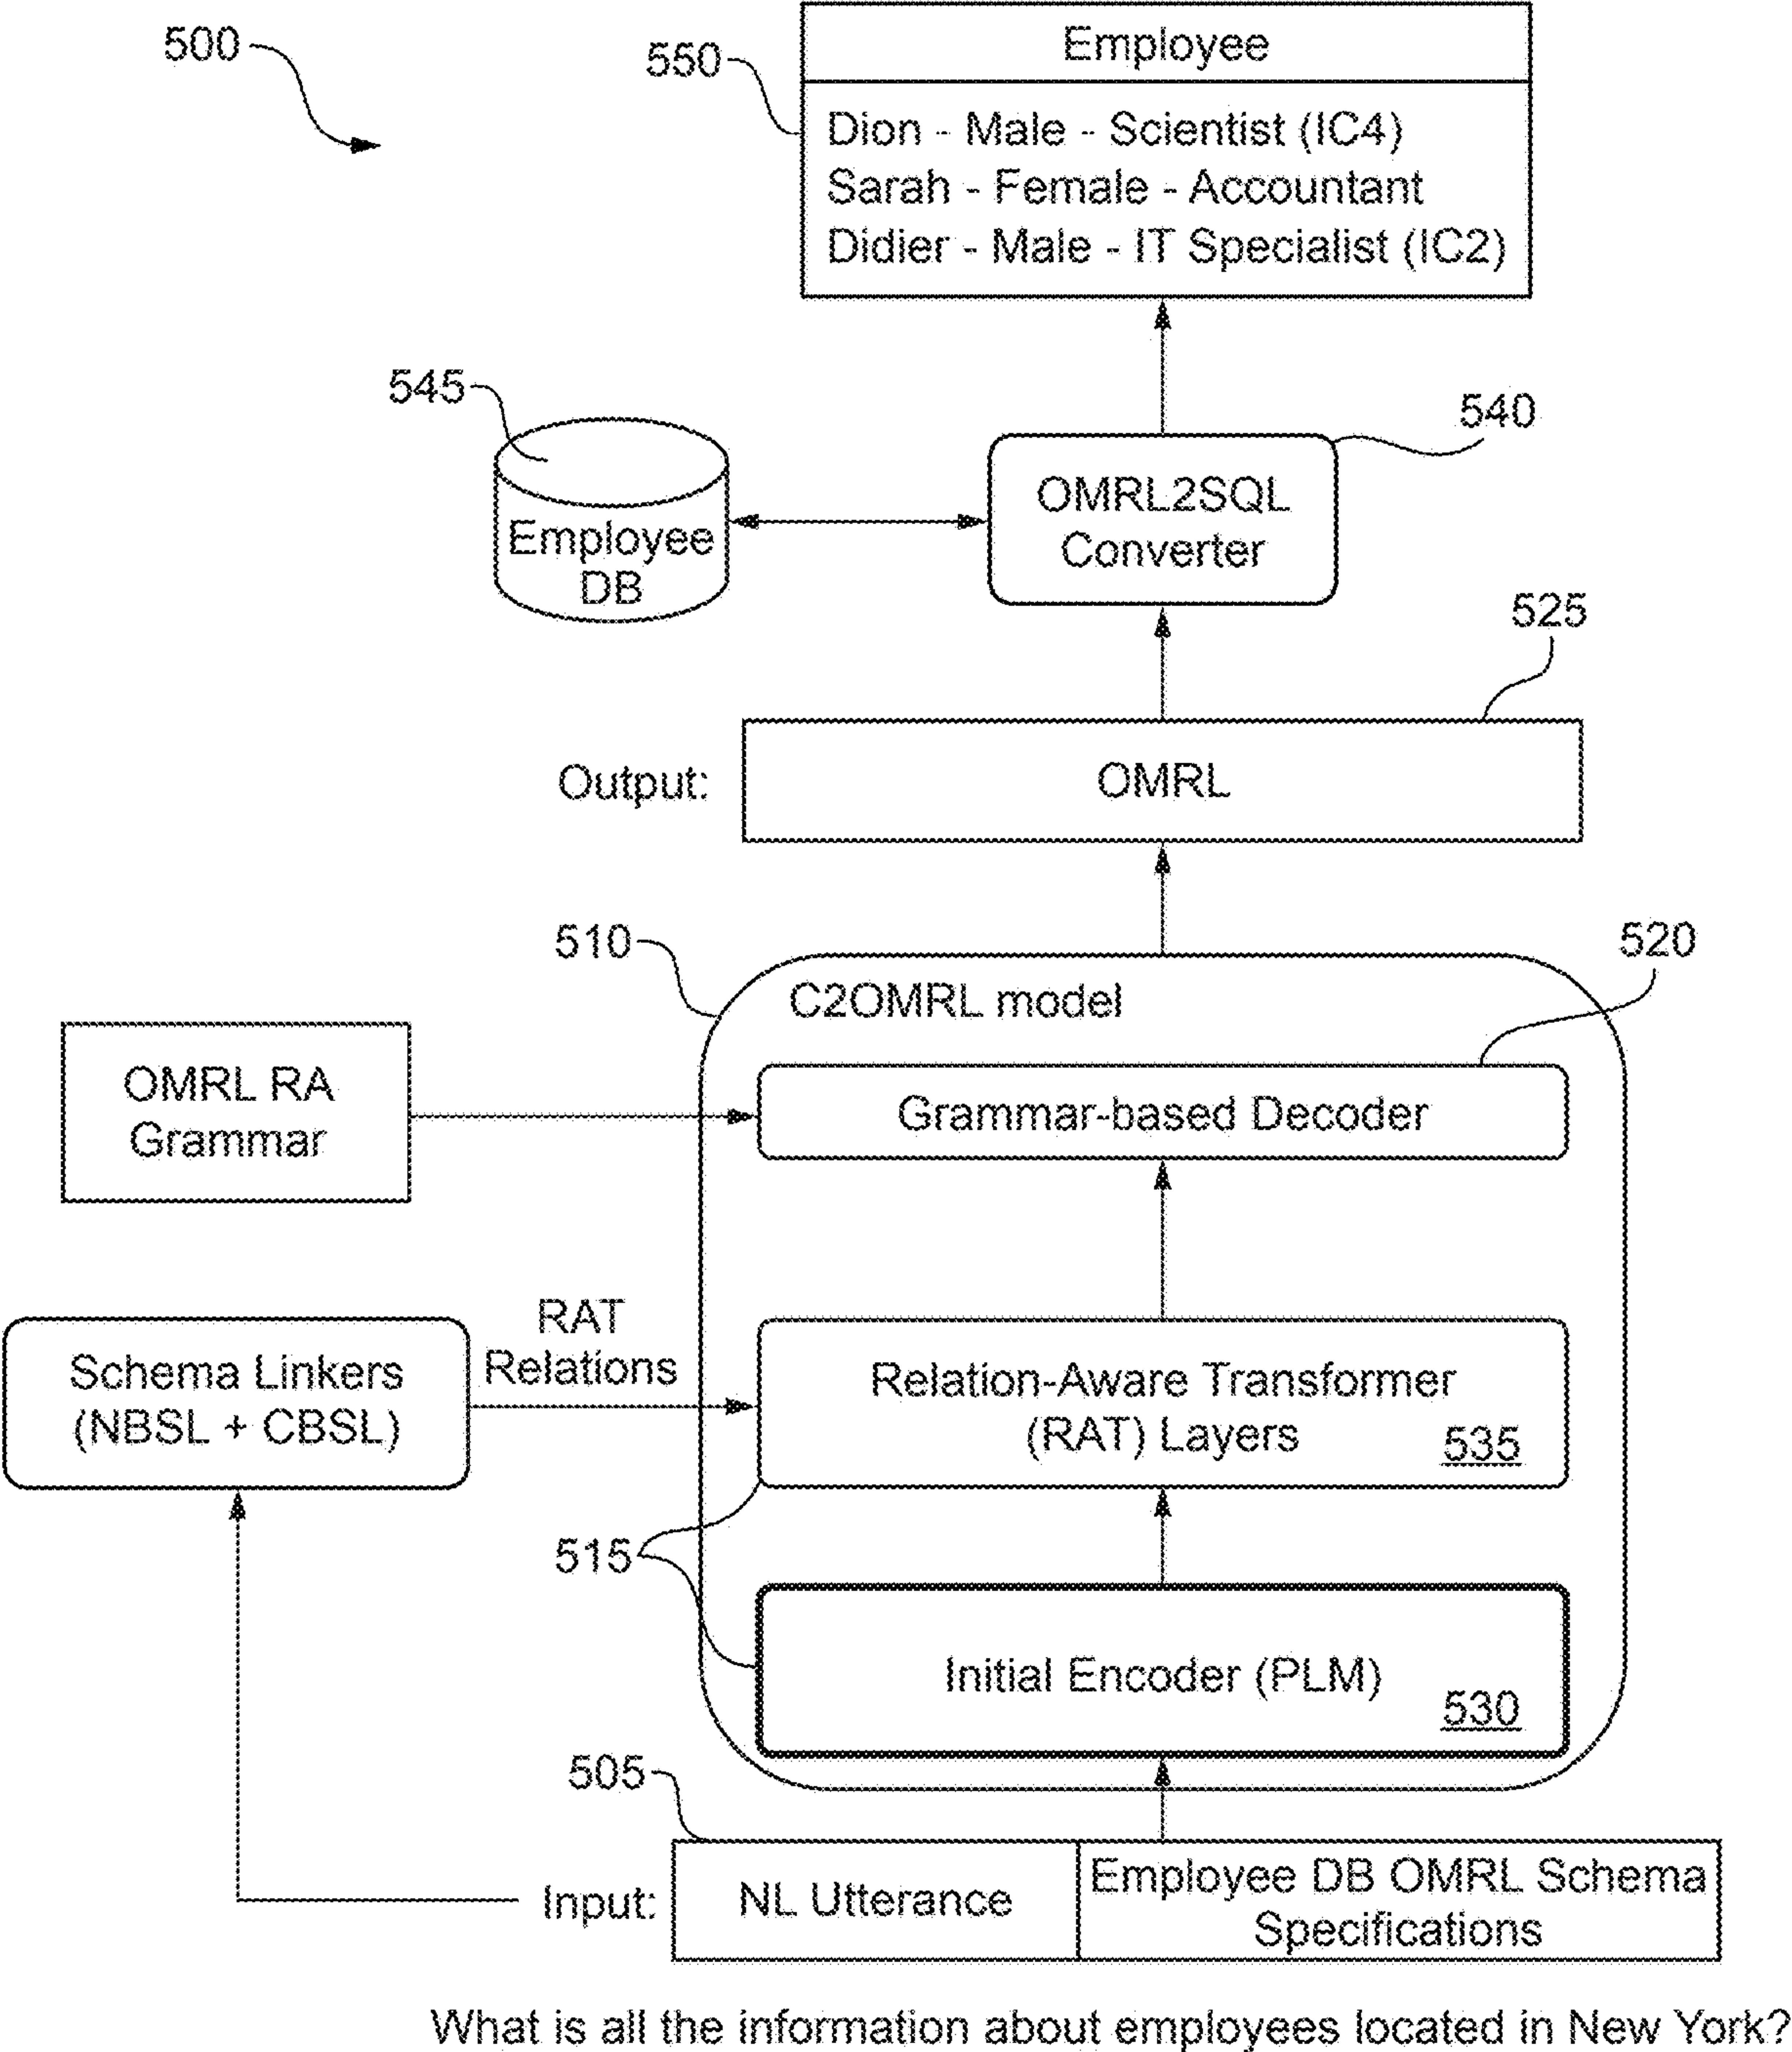 500
550
Employee
Dion - Male - Scientist (IC4)
Sarah - Female - Accountant
Didier - Male - IT Specialist (IC2)
545
540
Employee
DB
OMRL2SQL
Converter
525
Output:
OMRL
510
520
C2OMRL model
OMRL RA
Grammar
Grammar-based Decoder
Schema Linkers
(NBSL + CBSL)
RAT
Relations
Relation-Aware Transformer
(RAT) Layers
535
515
Initial Encoder (PLM)
530
505
Input:
NL Utterance
Employee DB OMRL Schema
Specifications
What is all the information about employees located in New York?